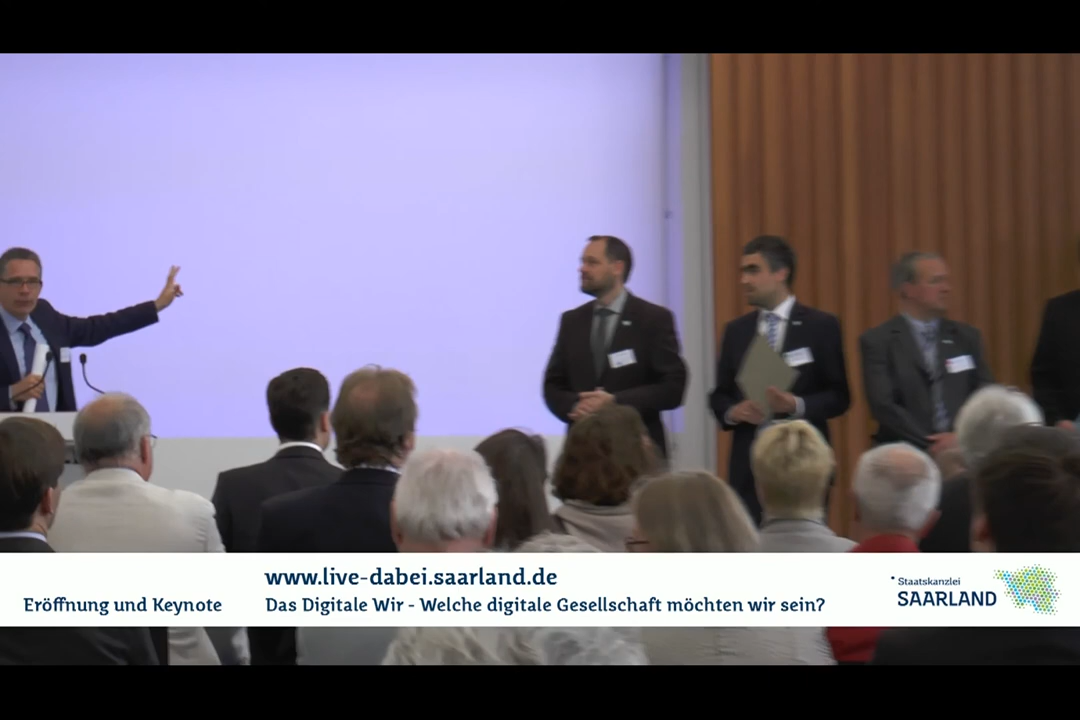 www.live-dabei.saarland.de
Eröffnung und Keynote
Das Digitale Wir - Welche digitale Gesellschaft möchten wir sein?
Staatskanzlei
SAARLAND